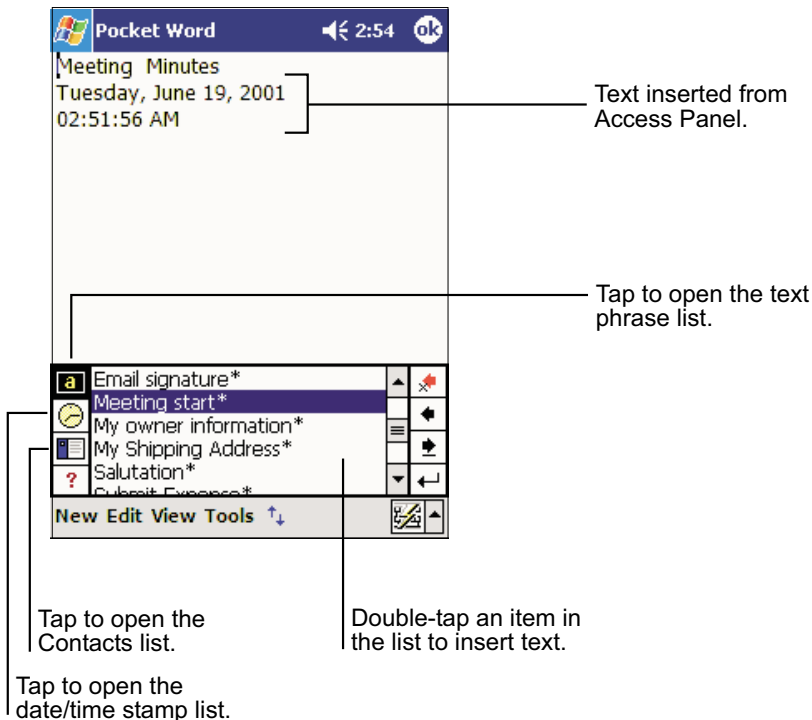 Pocket Word 2:54 ok
Meeting Minutes
Tuesday, June 19, 2001
02:51:56 AM
Text inserted from
Access Panel.
Tap to open the text
phrase list.
a
Email signature*
Meeting start*
My owner information*
My Shipping Address*
?
Salutation*
Submit Expense*
New Edit View Tools
Tap to open the
Contacts list.
Double-tap an item in
the list to insert text.
Tap to open the
date/time stamp list.